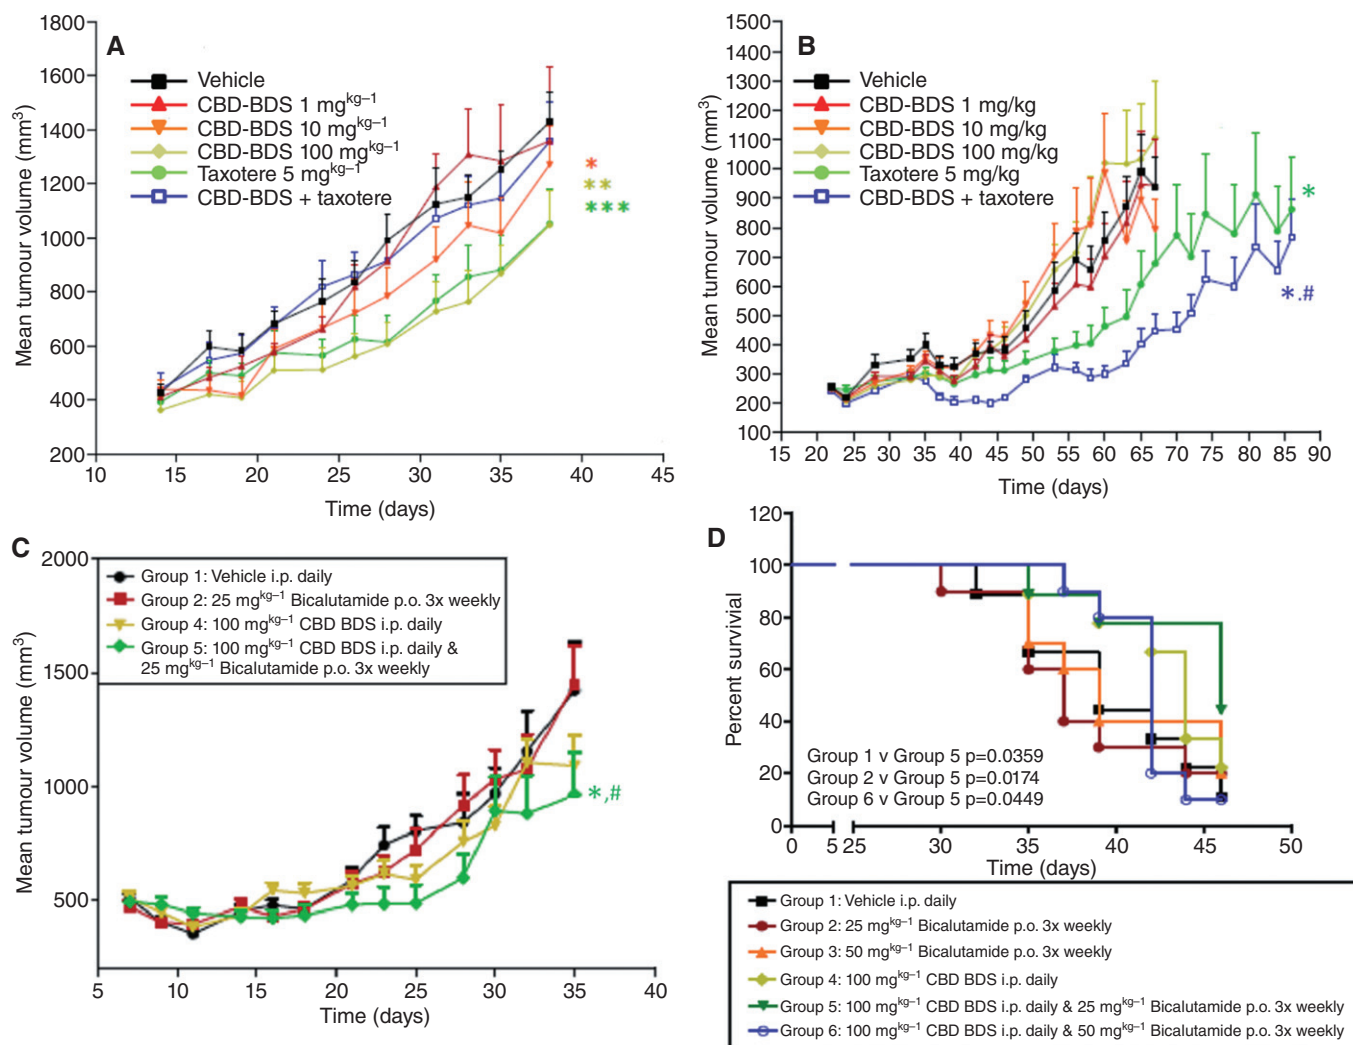 A
Mean tumour volume (mm3)
1800
1600
1400
1200
1000
800
600
400
200
Vehicle
CBD-BDS 1 mgkg–1
CBD-BDS 10 mgkg–1
CBD-BDS 100 mgkg–1
Taxotere 5 mgkg–1
CBD-BDS + taxotere
*
**
***
10 15 20 25 30 35 40 45
Time (days)
B
Mean tumour volume (mm3)
1500
1400
1300
1200
1100
1000
900
800
700
600
500
400
300
200
100
Vehicle
CBD-BDS 1 mg/kg
CBD-BDS 10 mg/kg
CBD-BDS 100 mg/kg
Taxotere 5 mg/kg
CBD-BDS + taxotere
*
*.#
15 20 25 30 35 40 45 50 55 60 65 70 75 80 85 90
Time (days)
C
Mean tumour volume (mm3)
2000
1500
1000
500
Group 1: Vehicle i.p. daily
Group 2: 25 mgkg–1 Bicalutamide p.o. 3x weekly
Group 4: 100 mgkg–1 CBD BDS i.p. daily
Group 5: 100 mgkg–1 CBD BDS i.p. daily &
25 mgkg–1 Bicalutamide p.o. 3x weekly
*,#
5 10 15 20 25 30 35 40
Time (days)
D
Percent survivial
120
100
80
60
40
20
0
Group 1 v Group 5 p=0.0359
Group 2 v Group 5 p=0.0174
Group 6 v Group 5 p=0.0449
0 5 25 30 35 40 45 50
Time (days)
Group 1: Vehicle i.p. daily
Group 2: 25 mgkg–1 Bicalutamide p.o. 3x weekly
Group 3: 50 mgkg–1 Bicalutamide p.o. 3x weekly
Group 4: 100 mgkg–1 CBD BDS i.p. daily
Group 5: 100 mgkg–1 CBD BDS i.p. daily & 25 mgkg–1 Bicalutamide p.o. 3x weekly
Group 6: 100 mgkg–1 CBD BDS i.p. daily & 50 mgkg–1 Bicalutamide p.o. 3x weekly